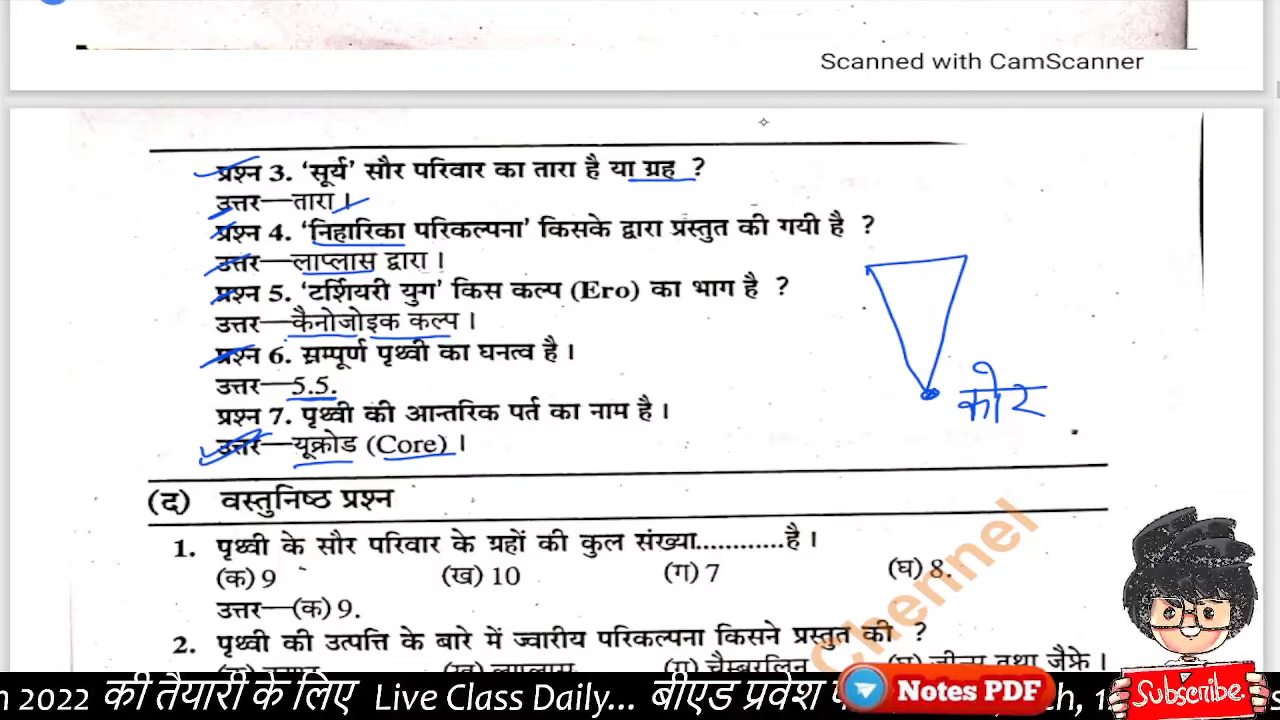 Scanned with CamScanner
प्रश्न 3. 'सूर्य' सौर परिवार का तारा है या ग्रह ?
उत्तर—तारा।
प्रश्न 4. 'निहारिका परिकल्पना' किसके द्वारा प्रस्तुत की गयी है ?
उत्तर—लाप्लास द्वारा।
प्रश्न 5. 'टर्शियरी युग' किस कल्प (Ero) का भाग है ?
उत्तर—कैनोजोइक कल्प।
प्रश्न 6. सम्पूर्ण पृथ्वी का घनत्व है।
उत्तर—5.5.
प्रश्न 7. पृथ्वी की आन्तरिक पर्त का नाम है।
कोर
उत्तर—यूक्रोड (Core)।
(द) वस्तुनिष्ठ प्रश्न
1. पृथ्वी के सौर परिवार के ग्रहों की कुल संख्या............है।
(क) 9 (ख) 10 (ग) 7 (घ) 8.
उत्तर—(क) 9.
Chennel
2. पृथ्वी की उत्पत्ति के बारे में ज्वारीय परिकल्पना किसने प्रस्तुत की ?
(ख) लाप्लास (ग) चैम्बरलिन (घ) जीन्स तथा जैफ्रे।
2022 की तैयारी के लिए Live Class Daily... बीएड प्रवेश
Notes PDF
Subscribe